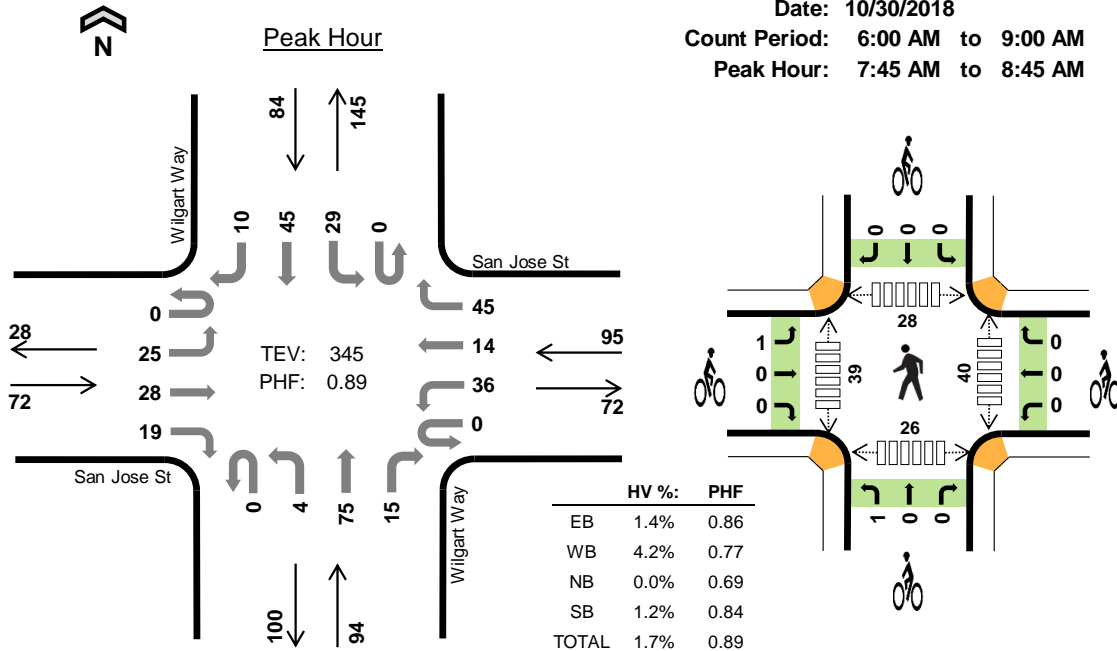 N
Peak Hour
Date: 10/30/2018
Count Period: 6:00 AM to 9:00 AM
Peak Hour: 7:45 AM to 8:45 AM
84
145
Wilgart Way
10
45
29
0
San Jose St
0
25
28
19
28
72
TEV: 345
PHF: 0.89
45
14
36
0
95
72
San Jose St
0
4
75
15
Wilgart Way
100
94
HV %: PHF
EB 1.4% 0.86
WB 4.2% 0.77
NB 0.0% 0.69
SB 1.2% 0.84
TOTAL 1.7% 0.89
0
0
0
28
1
0
0
39
40
0
0
0
26
1
0
0